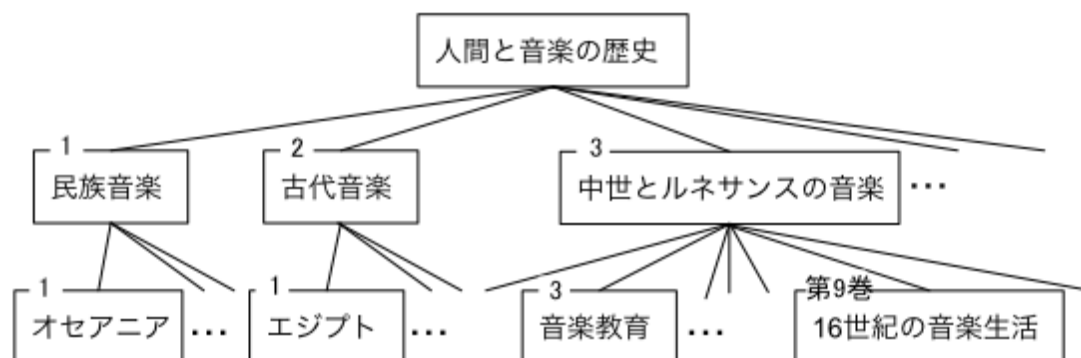 人間と音楽の歴史
1
民族音楽
2
古代音楽
3
中世とルネサンスの音楽
…
1
オセアニア
…
1
エジプト
…
3
音楽教育
…
第9巻
16世紀の音楽生活